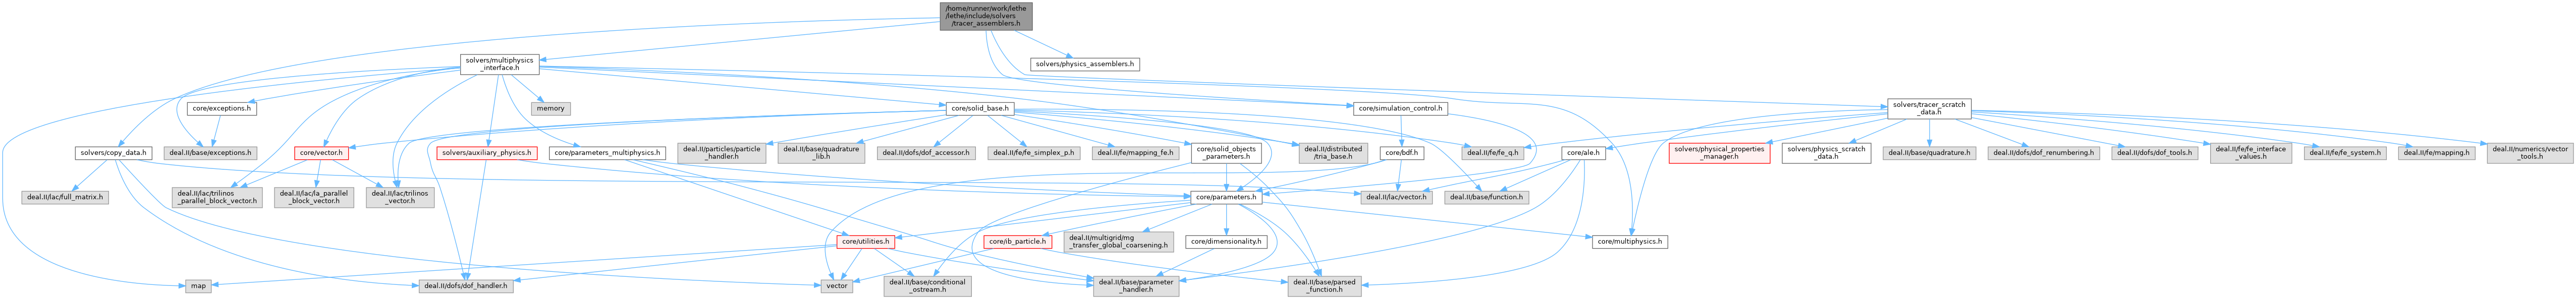 /home/runner/work/lethe
/lethe/include/solvers
/tracer_assemblers.h
solvers/multiphysics
_interface.h
solvers/physics_assemblers.h
core/exceptions.h
memory
core/solid_base.h
core/simulation_control.h
solvers/tracer_scratch
_data.h
solvers/copy_data.h
deal.II/base/exceptions.h
core/vector.h
solvers/auxiliary_physics.h
core/parameters_multiphysics.h
deal.II/particles/particle
_handler.h
deal.II/base/quadrature
_lib.h
deal.II/dofs/dof_accessor.h
deal.II/fe/fe_simplex_p.h
deal.II/fe/mapping_fe.h
core/solid_objects
_parameters.h
deal.II/distributed
/tria_base.h
core/bdf.h
deal.II/fe/fe_q.h
core/ale.h
solvers/physical_properties
_manager.h
solvers/physics_scratch
_data.h
deal.II/base/quadrature.h
deal.II/dofs/dof_renumbering.h
deal.II/dofs/dof_tools.h
deal.II/fe/fe_interface
_values.h
deal.II/fe/fe_system.h
deal.II/fe/mapping.h
deal.II/numerics/vector
_tools.h
deal.II/lac/full_matrix.h
deal.II/lac/trilinos
_parallel_block_vector.h
deal.II/lac/la_parallel
_block_vector.h
deal.II/lac/trilinos
_vector.h
core/parameters.h
deal.II/lac/vector.h
deal.II/base/function.h
core/utilities.h
core/ib_particle.h
deal.II/multigrid/mg
_transfer_global_coarsening.h
core/dimensionality.h
core/multiphysics.h
map
deal.II/dofs/dof_handler.h
vector
deal.II/base/conditional
_ostream.h
deal.II/base/parameter
_handler.h
deal.II/base/parsed
_function.h